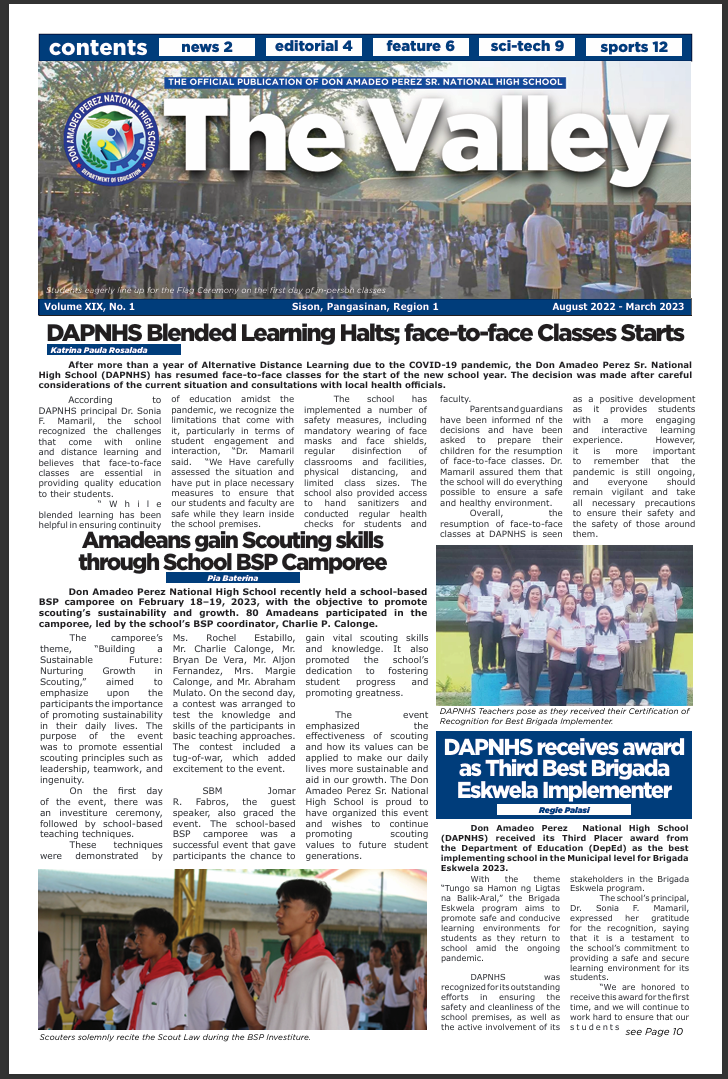 contents
news 2
editorial 4
feature 6
sci-tech 9
sports 12
THE OFFICIAL PUBLICATION OF DON AMADEO PEREZ SR. NATIONAL HIGH SCHOOL
The Valley
DON AMADEO PEREZ NATIONAL HIGH SCHOOL
DEPARTMENT OF EDUCATION
Students eagerly line up for the Flag Ceremony on the first day of in-person classes
Volume XIX, No. 1
Sison, Pangasinan, Region 1
August 2022 - March 2023
DAPNHS Blended Learning Halts; face-to-face Classes Starts
Katrina Paula Rosalada
After more than a year of Alternative Distance Learning due to the COVID-19 pandemic, the Don Amadeo Perez Sr. National
High School (DAPNHS) has resumed face-to-face classes for the start of the new school year. The decision was made after careful
considerations of the current situation and consultations with local health officials.
According to
DAPNHS principal Dr. Sonia
F. Mamaril, the school
recognized the challenges
that come with online
and distance learning and
believes that face-to-face
classes are essential in
providing quality education
to their students.
"While
blended learning has been
helpful in ensuring continuity
of education amidst the
pandemic, we recognize the
limitations that come with
it, particularly in terms of
student engagement and
interaction, "Dr. Mamaril
said. "We Have carefully
assessed the situation and
have put in place necessary
measures to ensure that
our students and faculty are
safe while they learn inside
the school premises.
The school has
implemented a number of
safety measures, including
mandatory wearing of face
masks and face shields,
regular disinfection of
classrooms and facilities,
physical distancing, and
limited class sizes. The
school also provided access
to hand sanitizers and
conducted regular health
checks for students and
faculty.
Parents and guardians
have been informed nf the
decisions and have been
asked to prepare their
children for the resumption
of face-to-face classes. Dr.
Mamaril assured them that
the school will do everything
possible to ensure a safe
and healthy environment.
Overall, the
resumption of face-to-face
classes at DAPNHS is seen
as a positive development
as it provides students
with a more engaging
and interactive learning
experience. However,
it is more important
to remember that the
pandemic is still ongoing,
and everyone should
remain vigilant and take
all necessary precautions
to ensure their safety and
the safety of those around
them.
Amadeans gain Scouting skills
through School BSP Camporee
Pia Baterina
Don Amadeo Perez National High School recently held a school-based
BSP camporee on February 18–19, 2023, with the objective to promote
scouting's sustainability and growth. 80 Amadeans participated in the
camporee, led by the school's BSP coordinator, Charlie P. Calonge.
The camporee's
theme, "Building a
Sustainable Future:
Nurturing Growth in
Scouting," aimed to
emphasize upon the
participants the importance
of promoting sustainability
in their daily lives. The
purpose of the event
was to promote essential
scouting principles such as
leadership, teamwork, and
ingenuity.
On the first day
of the event, there was
an investiture ceremony,
followed by school-based
teaching techniques.
These techniques
were demonstrated by
Ms. Rochel Estabillo,
Mr. Charlie Calonge, Mr.
Bryan De Vera, Mr. Aljon
Fernandez, Mrs. Margie
Calonge, and Mr. Abraham
Mulato. On the second day,
a contest was arranged to
test the knowledge and
skills of the participants in
basic teaching approaches.
The contest included a
tug-of-war, which added
excitement to the event.
SBM Jomar
R. Fabros, the guest
speaker, also graced the
event. The school-based
BSP camporee was a
successful event that gave
participants the chance to
gain vital scouting skills
and knowledge. It also
promoted the school's
dedication to fostering
student progress and
promoting greatness.
The event
emphasized the
effectiveness of scouting
and how its values can be
applied to make our daily
lives more sustainable and
aid in our growth. The Don
Amadeo Perez Sr. National
High School is proud to
have organized this event
and wishes to continue
promoting scouting
values to future student
generations.
Scouters solemnly recite the Scout Law during the BSP Investiture.
DAPNHS Teachers pose as they received their Certification of
Recognition for Best Brigada Implementer.
DAPNHS receives award
as Third Best Brigada
Eskwela Implementer
Regie Palasi
Don Amadeo Perez National High School
(DAPNHS) received its Third Placer award from
the Department of Education (DepEd) as the best
implementing school in the Municipal level for Brigada
Eskwela 2023.
With the theme
"Tungo sa Hamon ng Ligtas
na Balik-Aral," the Brigada
Eskwela program aims to
promote safe and conducive
learning environments for
students as they return to
school amid the ongoing
pandemic.
DAPNHS was
recognized for its outstanding
efforts in ensuring the
safety and cleanliness of the
school premises, as well as
the active involvement of its
stakeholders in the Brigada
Eskwela program.
The school's principal,
Dr. Sonia F. Mamaril,
expressed her gratitude
for the recognition, saying
that it is a testament to
the school's commitment to
providing a safe and secure
learning environment for its
students.
"We are honored to
receive this award for the first
time, and we will continue to
work hard to ensure that our
students
see Page 10